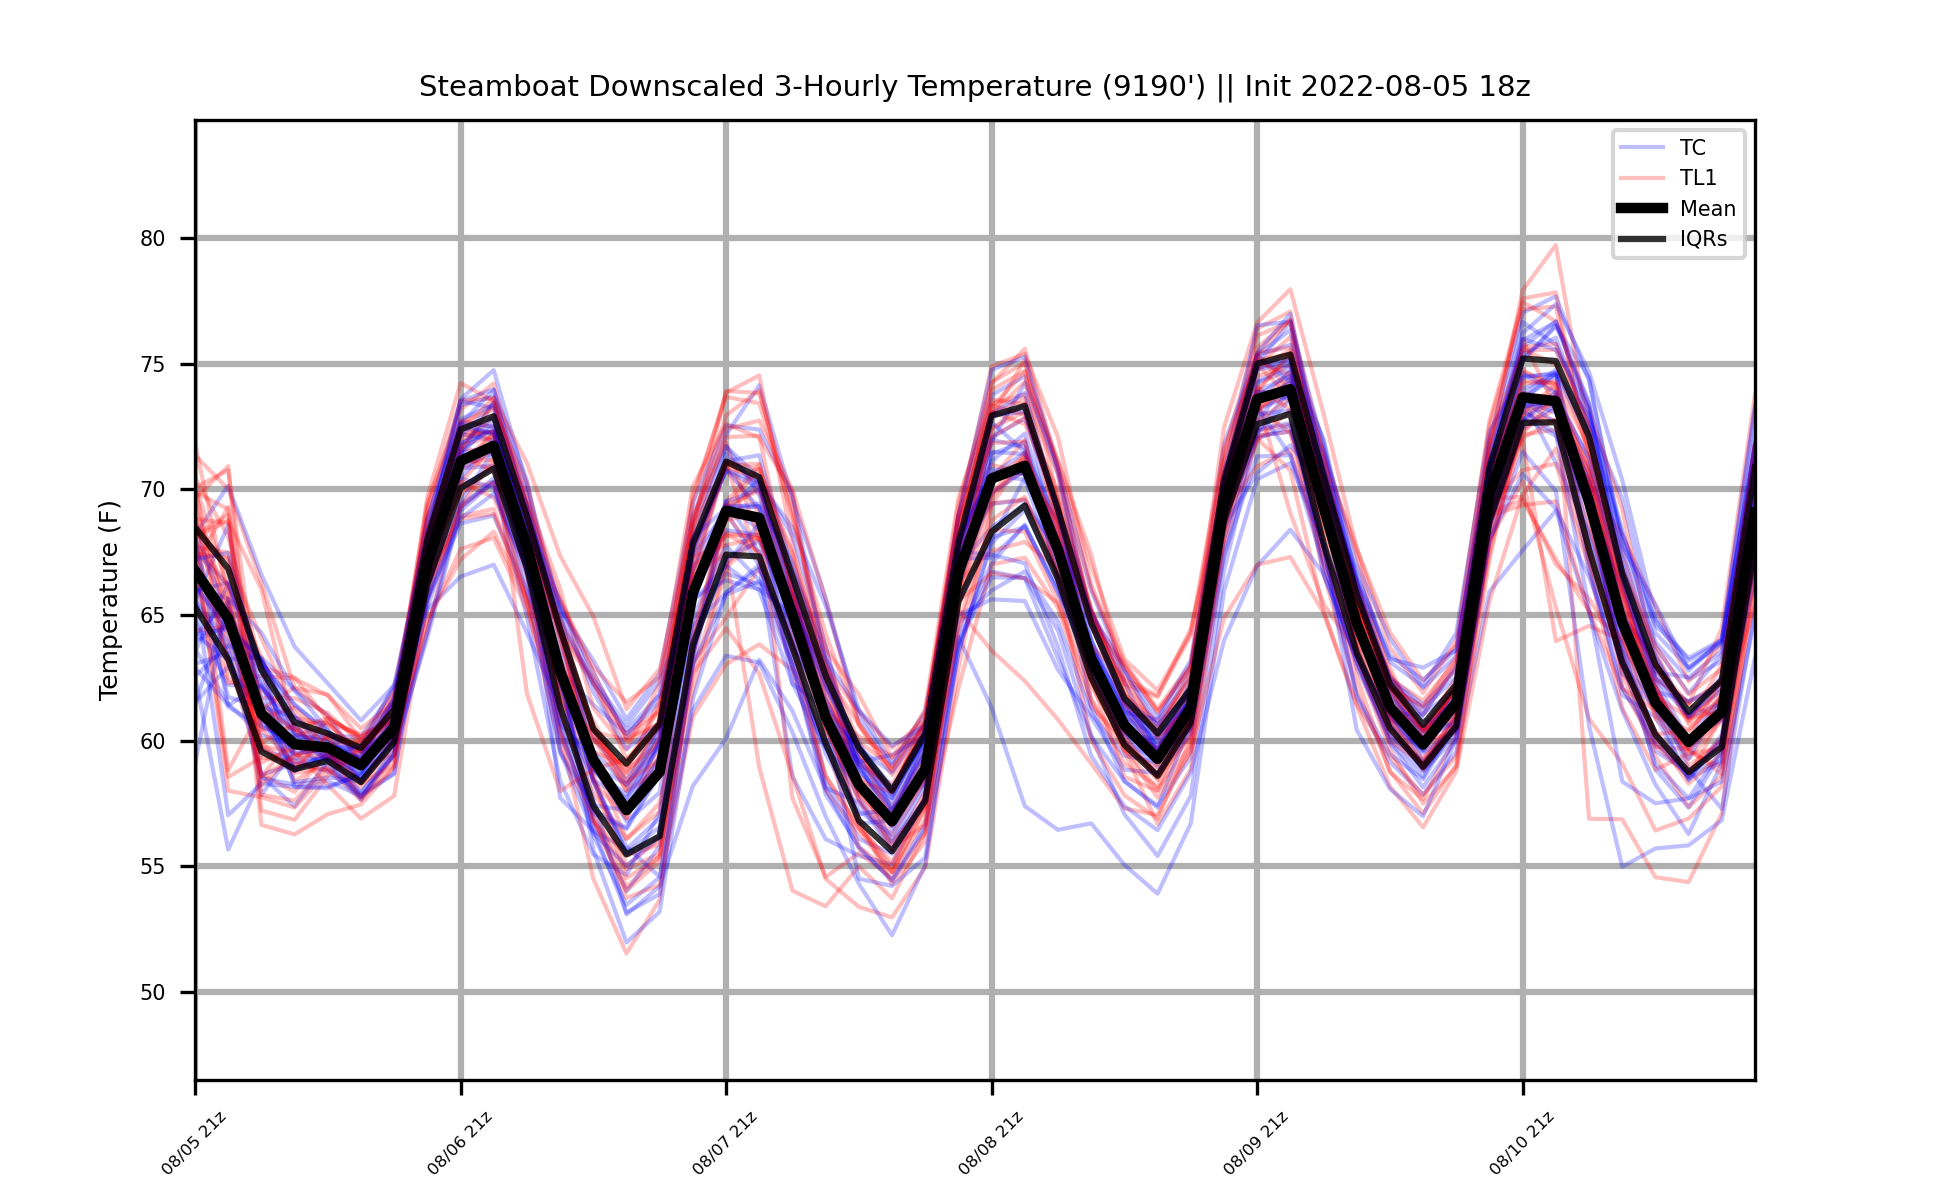 Steamboat Downscaled 3-Hourly Temperature (9190') || Init 2022-08-05 18z
TC
TL1
Mean
IQRs
Temperature (F)
80
75
70
65
60
55
50
08/05 21z
08/06 21z
08/07 21z
08/08 21z
08/09 21z
08/10 21z